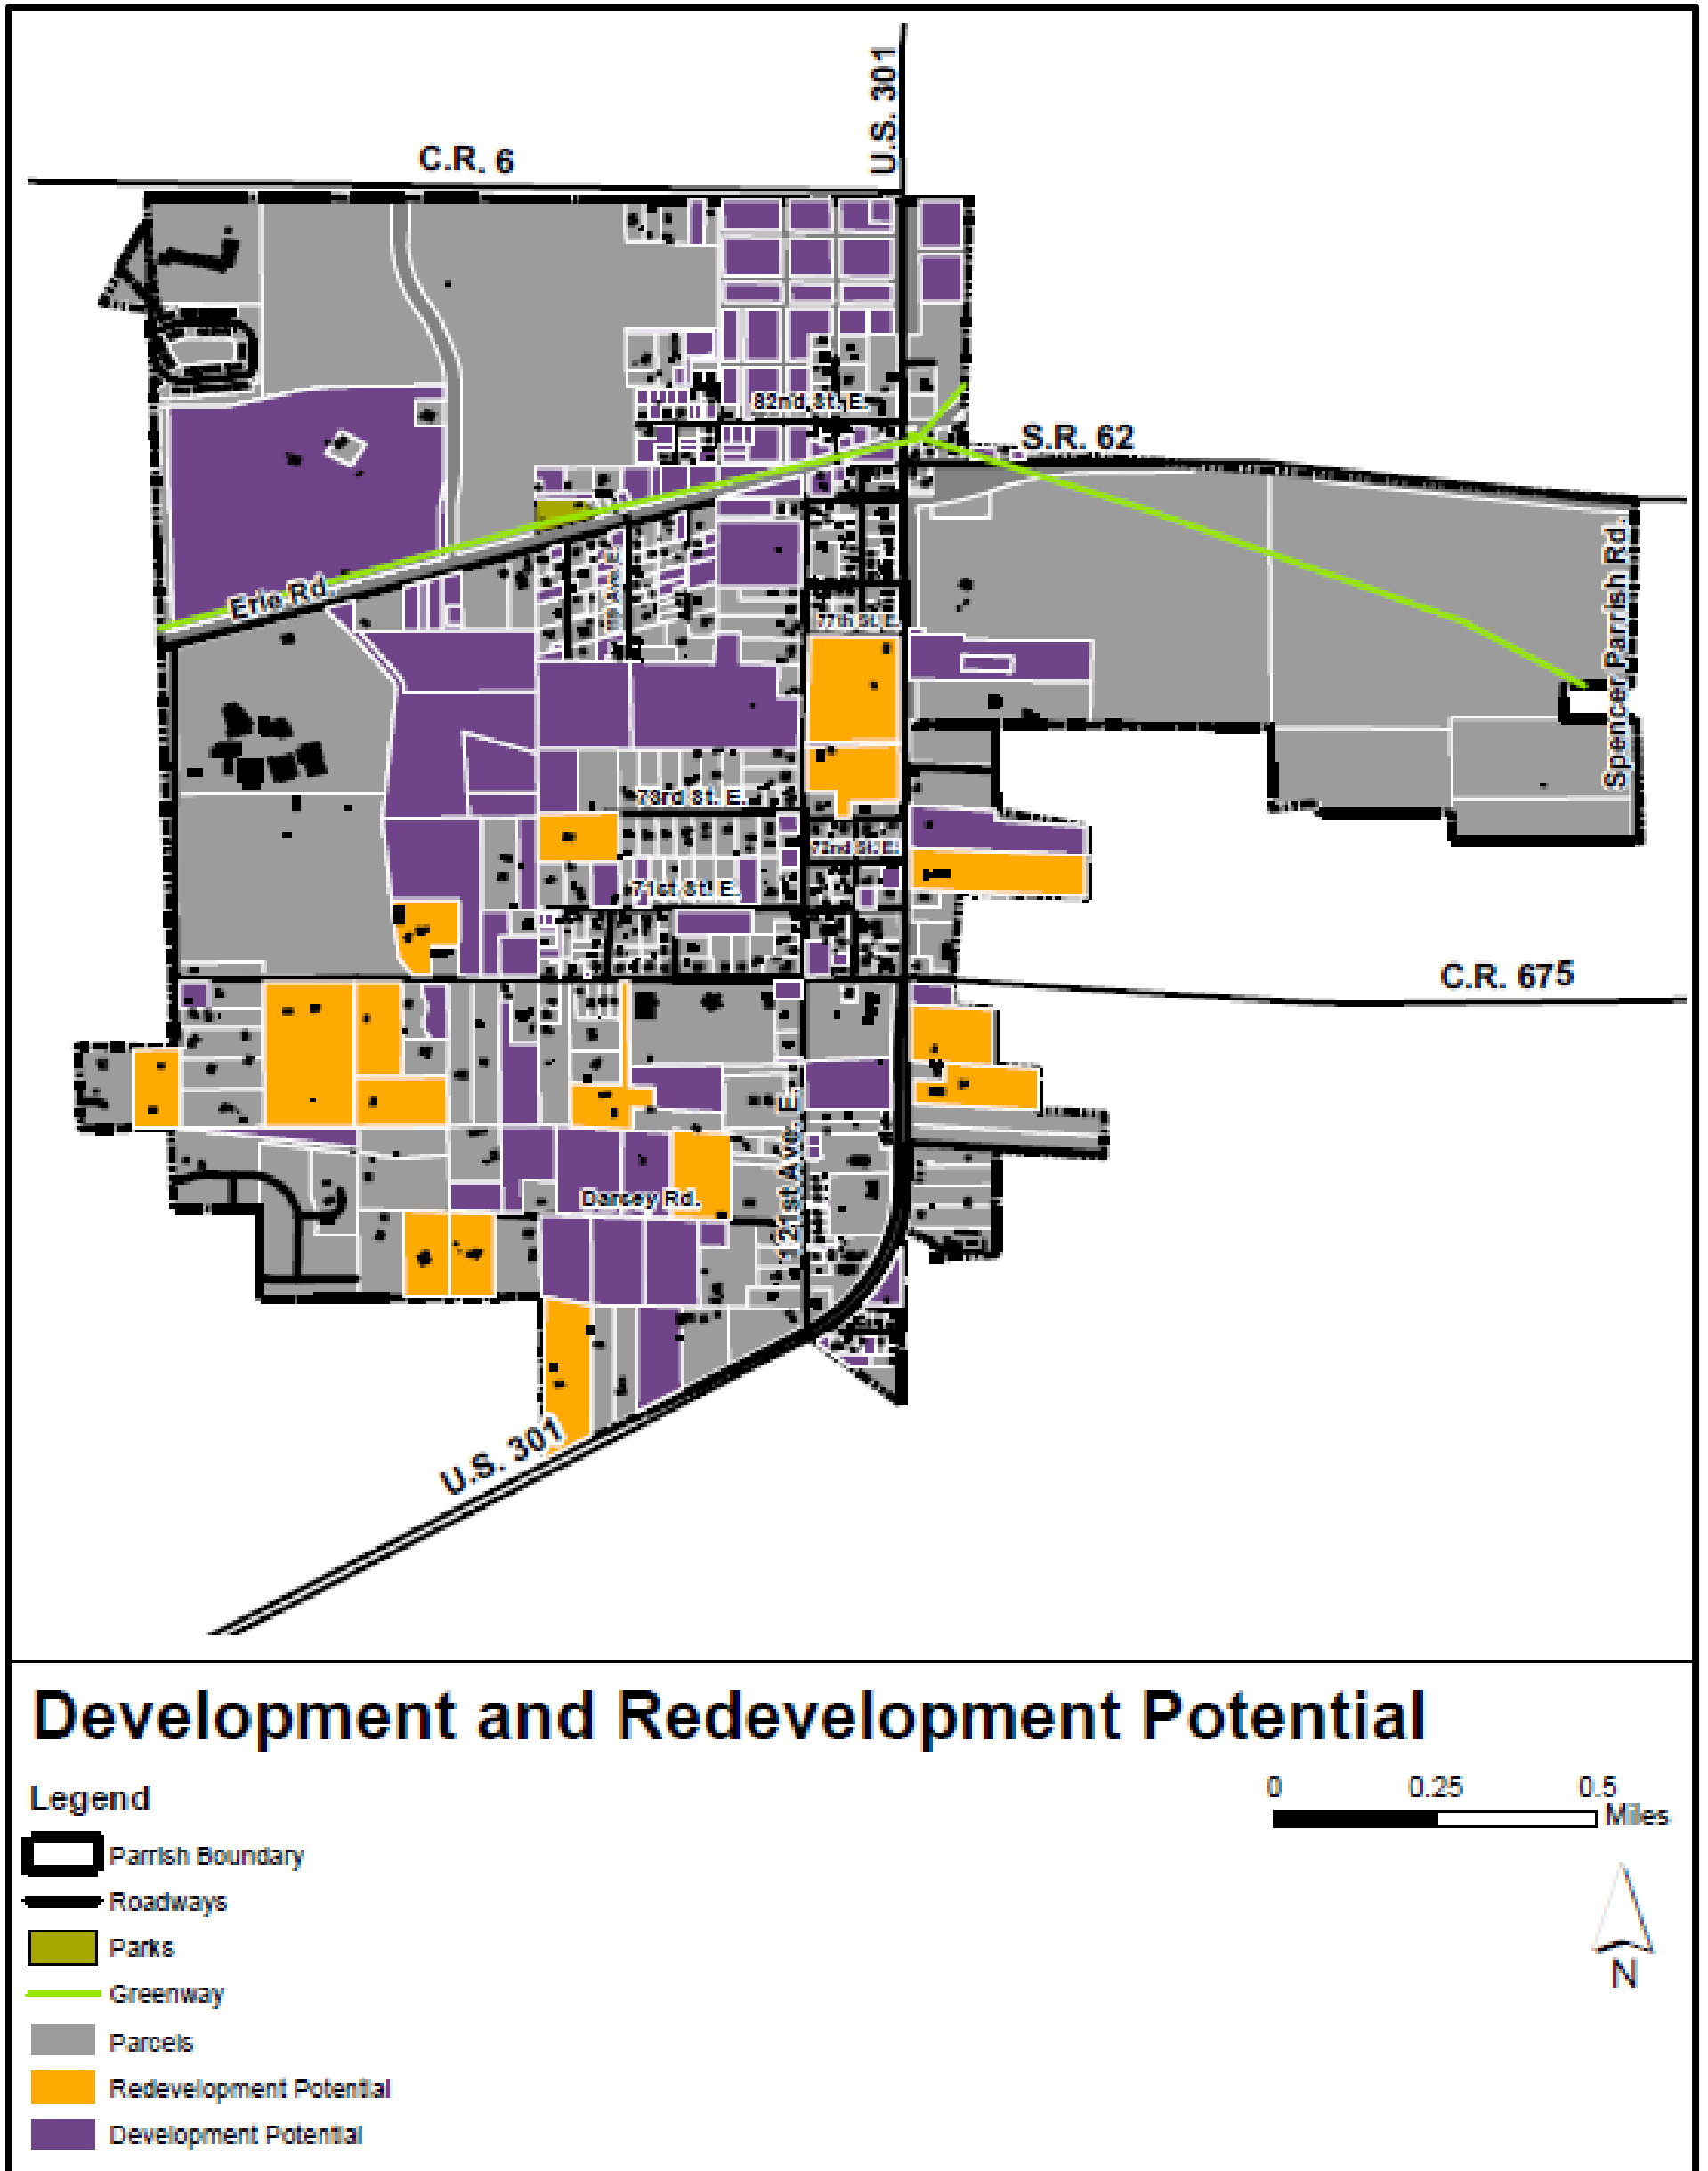 U.S. 301
C.R. 6
82nd St. E.
S.R. 62
Erie Rd.
119 Ave. E.
77th St. E.
Spencer Parrish Rd.
73rd St. E.
72nd St. E.
71st St. E.
C.R. 675
121st Ave. E.
Darcey Rd.
U.S. 301
Development and Redevelopment Potential
Legend
Parrish Boundary
Roadways
Parks
Greenway
Parcels
Redevelopment Potential
Development Potential
0 0.25 0.5
Miles
N